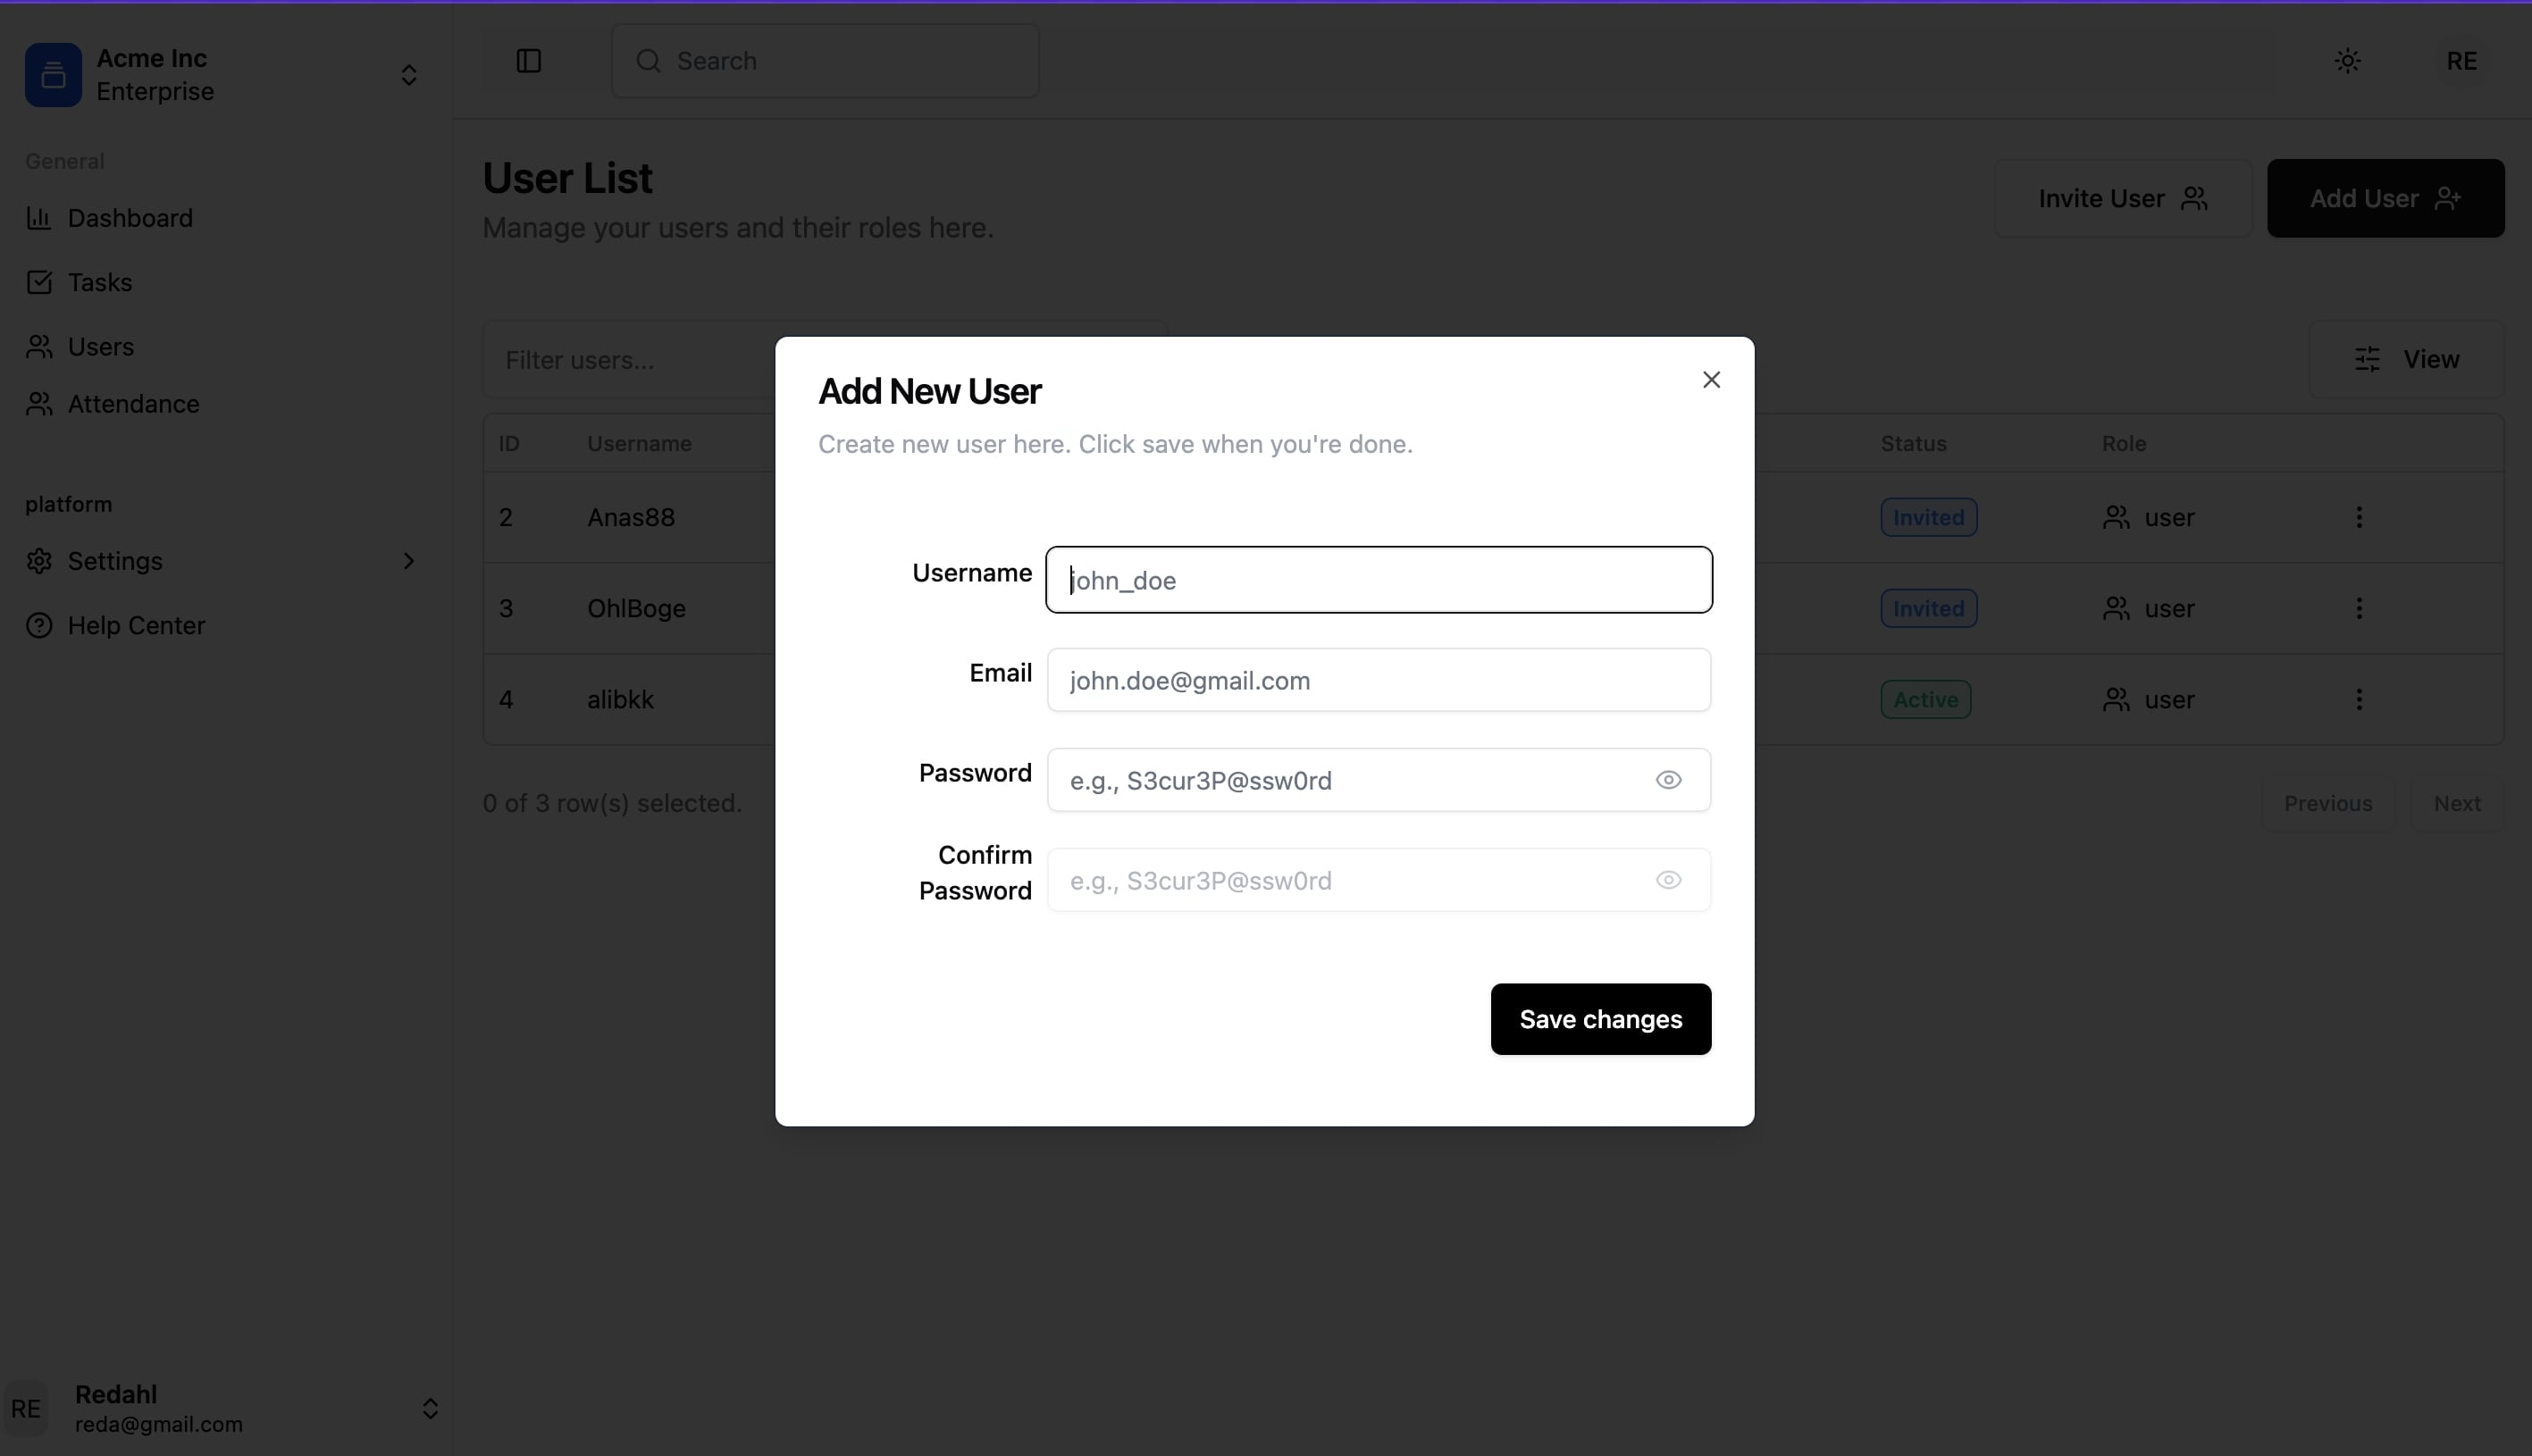 Acme Inc
Enterprise
Search
RE
General
Dashboard
Tasks
Users
Attendance
platform
Settings
Help Center
User List
Manage your users and their roles here.
Invite User
Add User
Filter users...
View
ID Username Status Role
2 Anas88 Invited user
3 OhlBoge Invited user
4 alibkk Active user
0 of 3 row(s) selected.
Previous Next
Add New User
Create new user here. Click save when you're done.
Username john_doe
Email john.doe@gmail.com
Password e.g., S3cur3P@ssw0rd
Confirm
Password e.g., S3cur3P@ssw0rd
Save changes
RE
Redahl
reda@gmail.com